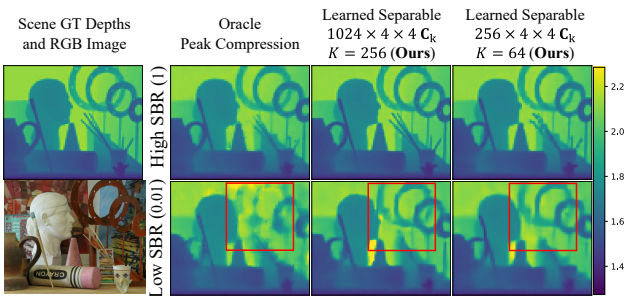 Scene GT Depths
and RGB Image
Oracle
Peak Compression
Learned Separable
1024 × 4 × 4 𝐂k
K = 256 (Ours)
Learned Separable
256 × 4 × 4 𝐂k
K = 64 (Ours)
High SBR (1)
Low SBR (0.01)
CRAYON
2.2
2.0
1.8
1.6
1.4